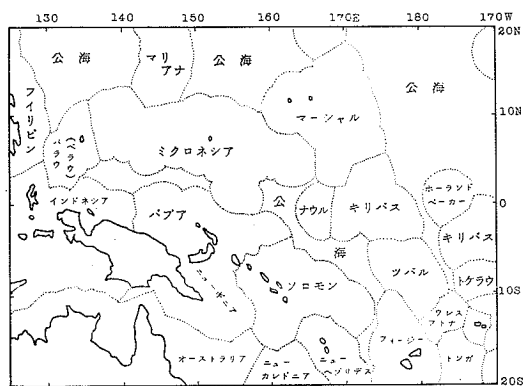 130 140 150 160 170E 180 170W
20N
公海
マリアナ
公海
公海
フィリピン
パラウ
(ベラウ)
マーシャル
10N
ミクロネシア
ホーランド
ベーカー
インドネシア
パプア
公
ナウル
キリバス
0
海
キリバス
ニューギニア
ソロモン
ツバル
トケラウ
10S
ワレス
フトナ
フィージー
オーストラリア
ニュー
カレドニア
ニュー
ヘブリデス
トンガ
20S